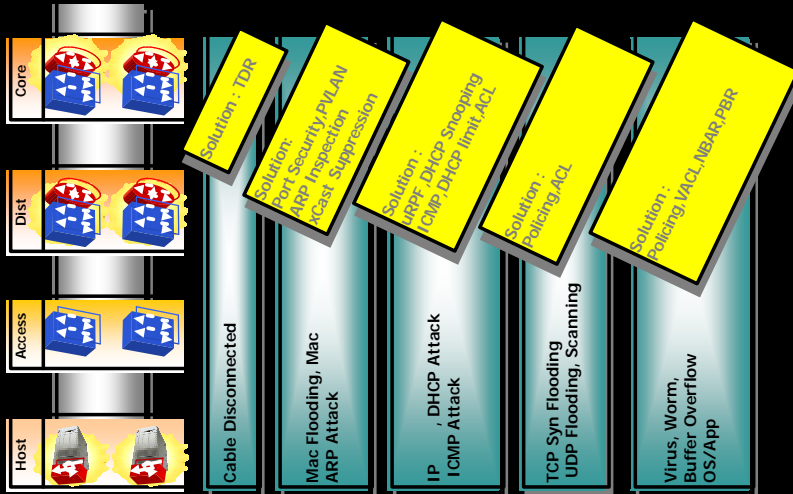 Core
Dist
Access
Host
Solution : TDR
Solution:
Port Security,PVLAN
ARP Inspection
xCast Suppression
Solution :
uRPF ,DHCP Snooping
ICMP,DHCP limit,ACL
Solution :
Policing,ACL
Solution :
Policing,VACL,NBAR,PBR
Cable Disconnected
Mac Flooding, Mac
ARP Attack
IP , DHCP Attack
ICMP Attack
TCP Syn Flooding
UDP Flooding, Scanning
Virus, Worm,
Buffer Overflow
OS/App